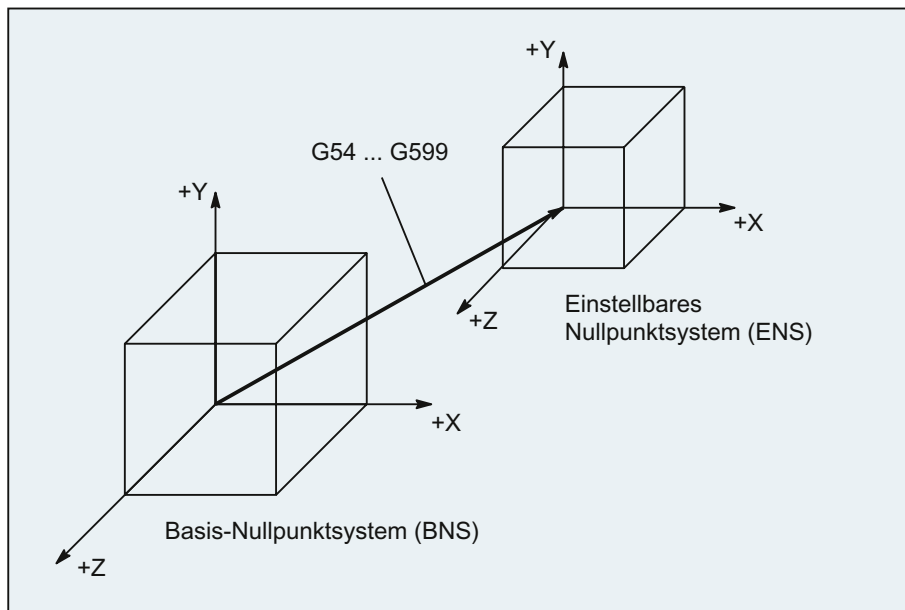 +Y
G54 ... G599
+Y
+X
+Z
Einstellbares
Nullpunktsystem (ENS)
+X
Basis-Nullpunktsystem (BNS)
+Z